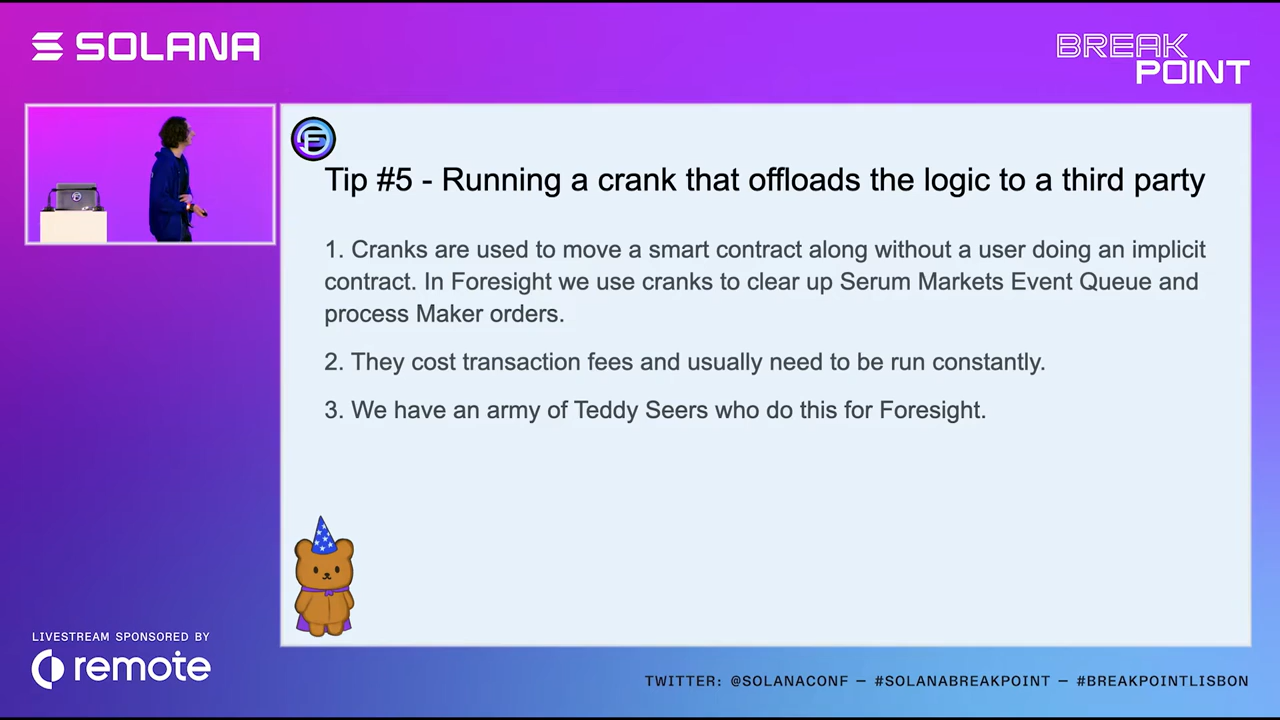 SOLANA
BREAK
POINT
Tip #5 - Running a crank that offloads the logic to a third party
1. Cranks are used to move a smart contract along without a user doing an implicit
contract. In Foresight we use cranks to clear up Serum Markets Event Queue and
process Maker orders.
2. They cost transaction fees and usually need to be run constantly.
3. We have an army of Teddy Seers who do this for Foresight.
LIVESTREAM SPONSORED BY
remote
TWITTER: @SOLANACONF – #SOLANABREAKPOINT – #BREAKPOINTLISBON